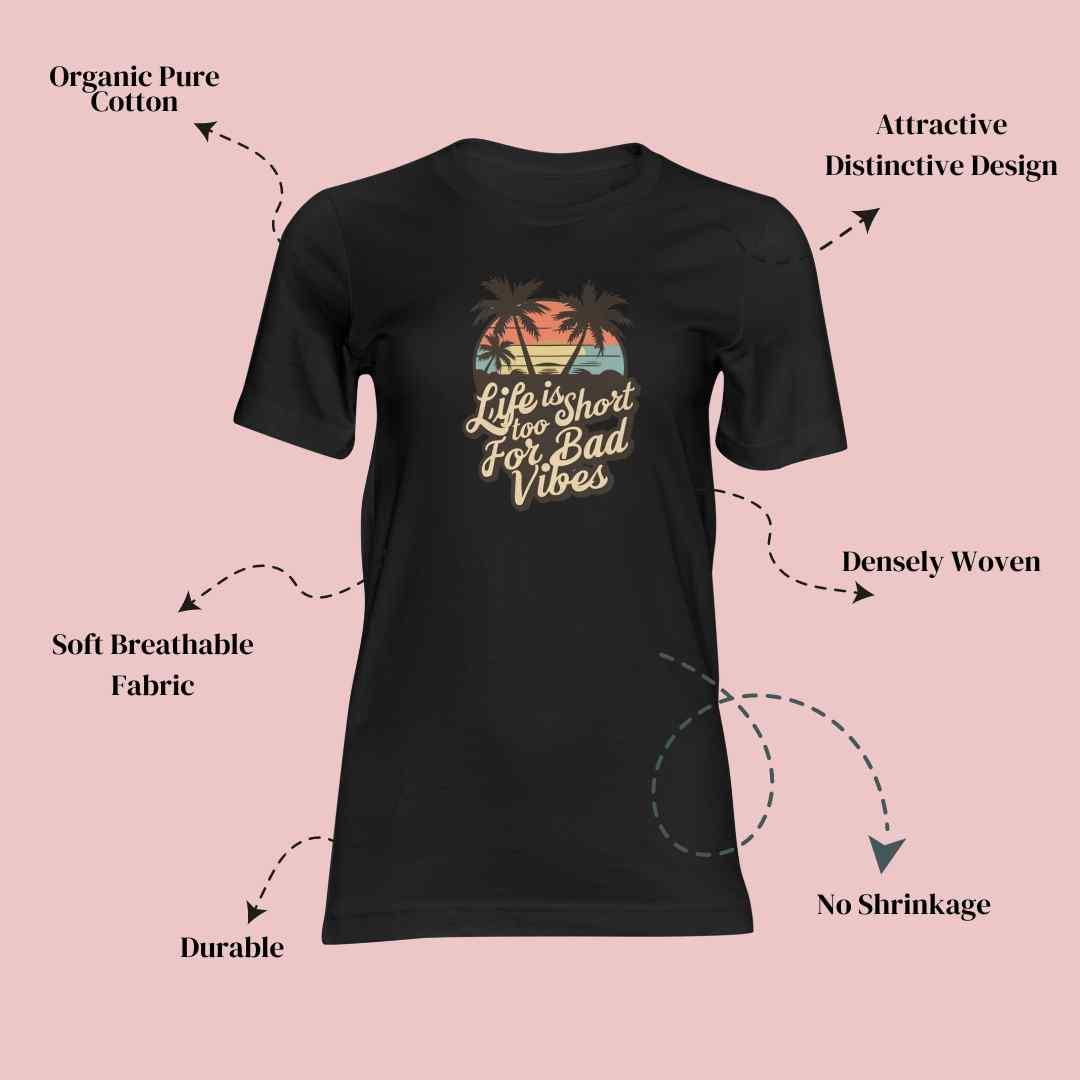 Organic Pure
Cotton
Attractive
Distinctive Design
Life is
too Short
For Bad
Vibes
Densely Woven
Soft Breathable
Fabric
No Shrinkage
Durable